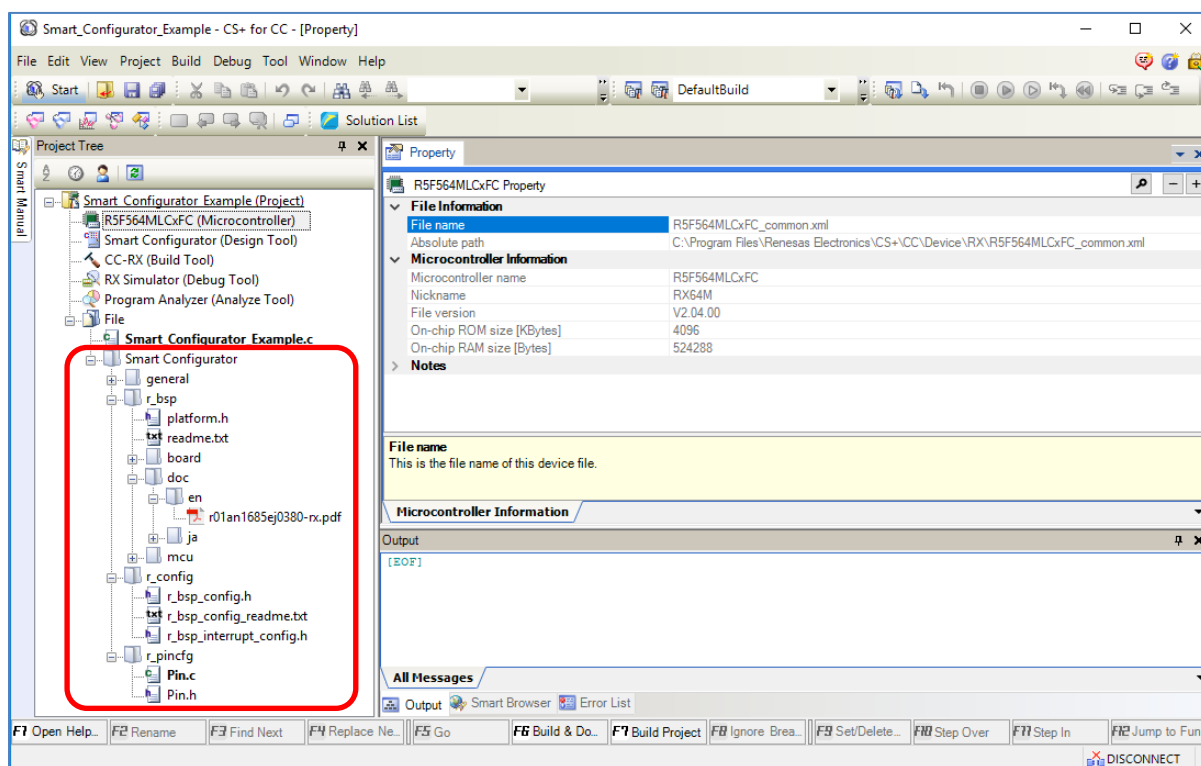 Smart_Configurator_Example - CS+ for CC - [Property]
File Edit View Project Build Debug Tool Window Help
Start DefaultBuild
Solution List
Smart Manual
Project Tree
Smart_Configurator_Example (Project)
R5F564MLCxFC (Microcontroller)
Smart Configurator (Design Tool)
CC-RX (Build Tool)
RX Simulator (Debug Tool)
Program Analyzer (Analyze Tool)
File
Smart_Configurator_Example.c
Smart Configurator
general
r_bsp
platform.h
readme.txt
board
doc
en
r01an1685ej0380-rx.pdf
ja
mcu
r_config
r_bsp_config.h
r_bsp_config_readme.txt
r_bsp_interrupt_config.h
r_pincfg
Pin.c
Pin.h
Property
R5F564MLCxFC Property
File Information
File name R5F564MLCxFC_common.xml
Absolute path C:\Program Files\Renesas Electronics\CS+\CC\Device\RX\R5F564MLCxFC_common.xml
Microcontroller Information
Microcontroller name R5F564MLCxFC
Nickname RX64M
File version V2.04.00
On-chip ROM size [KBytes] 4096
On-chip RAM size [Bytes] 524288
Notes
File name
This is the file name of this device file.
Microcontroller Information
Output
[EOF]
All Messages
Output Smart Browser Error List
F1 Open Help... F2 Rename F3 Find Next F4 Replace Ne... F5 Go F6 Build & Do... F7 Build Project F8 Ignore Brea... F9 Set/Delete... F10 Step Over F11 Step In F12 Jump to Fun
DISCONNECT